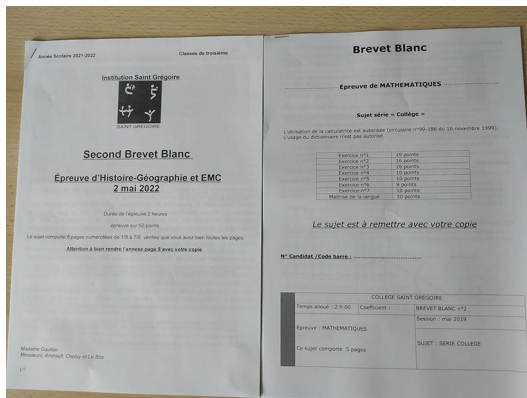 Année Scolaire 2021-2022
Classes de troisième
Institution Saint Grégoire
SAINT GREGOIRE
Second Brevet Blanc
Épreuve d'Histoire-Géographie et EMC
2 mai 2022
Durée de l'épreuve 2 heures
épreuve sur 50 points
Le sujet comporte 8 pages numérotées de 1/8 à 7/8, vérifiez que vous avez bien toutes les pages.
Attention à bien rendre l'annexe page 8 avec votre copie
Madame Gautier
Messieurs, et Le Bris
Brevet Blanc
Epreuve de MATHEMATIQUES
Sujet série « Collège »
L'utilisation de la calculatrice est autorisée (circulaire n°99-186 du 16 novembre 1999).
L'usage du dictionnaire n'est pas autorisé.
Exercice n°1 19 points
Exercice n°2 16 points
Exercice n°3 16 points
Exercice n°4 10 points
Exercice n°5 10 points
Exercice n°6 9 points
Exercice n°7 10 points
Maitrise de la langue 10 points
Le sujet est à remettre avec votre copie
N° Candidat /Code barre :
COLLEGE SAINT GREGOIRE
Temps alloué : 2 h 00 Coefficient : BREVET BLANC n°2
Session : mai 2019
Epreuve : MATHEMATIQUES
SUJET : SERIE COLLEGE
Ce sujet comporte 5 pages